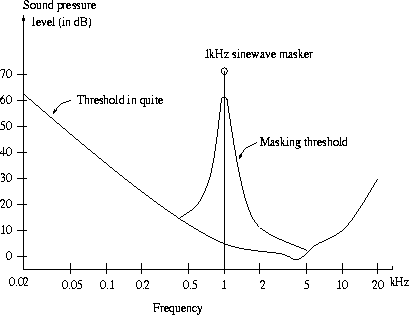 Sound pressure
level (in dB)
1kHz sinewave masker
70
60
Threshold in quite
50
40
Masking threshold
30
20
10
0
0.02 0.05 0.1 0.2 0.5 1 2 5 10 20 kHz
Frequency